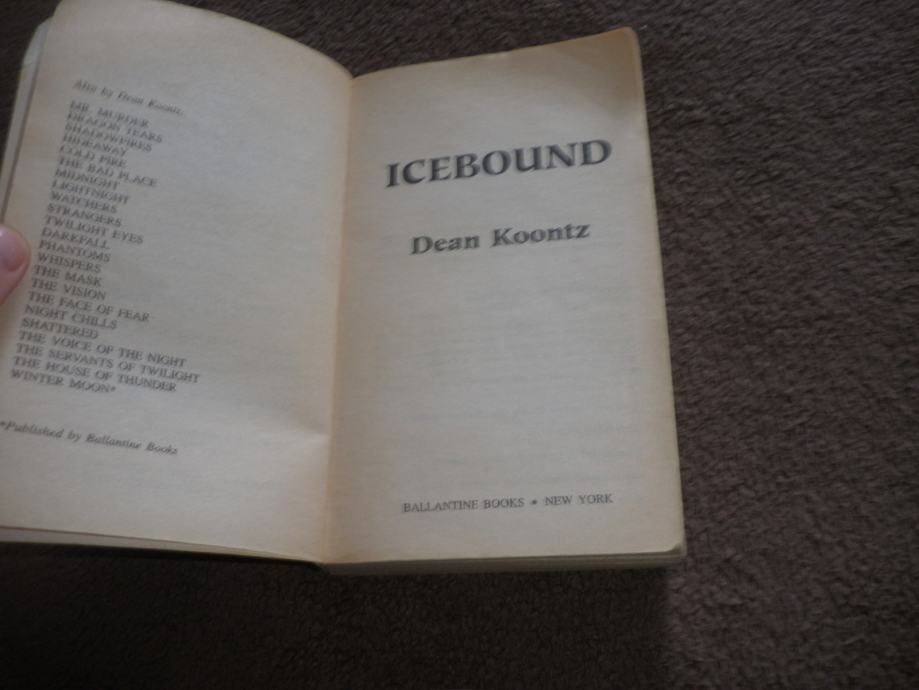 Also by Dean Koontz:
MR. MURDER
DRAGON TEARS
SHADOWFIRES
HIDEAWAY
COLD FIRE
THE BAD PLACE
MIDNIGHT
LIGHTNIGHT
WATCHERS
STRANGERS
TWILIGHT EYES
DARKFALL
PHANTOMS
WHISPERS
THE MASK
THE VISION
THE FACE OF FEAR
NIGHT CHILLS
SHATTERED
THE VOICE OF THE NIGHT
THE SERVANTS OF TWILIGHT
THE HOUSE OF THUNDER
WINTER MOON*
*Published by Ballantine Books
ICEBOUND
Dean Koontz
BALLANTINE BOOKS • NEW YORK